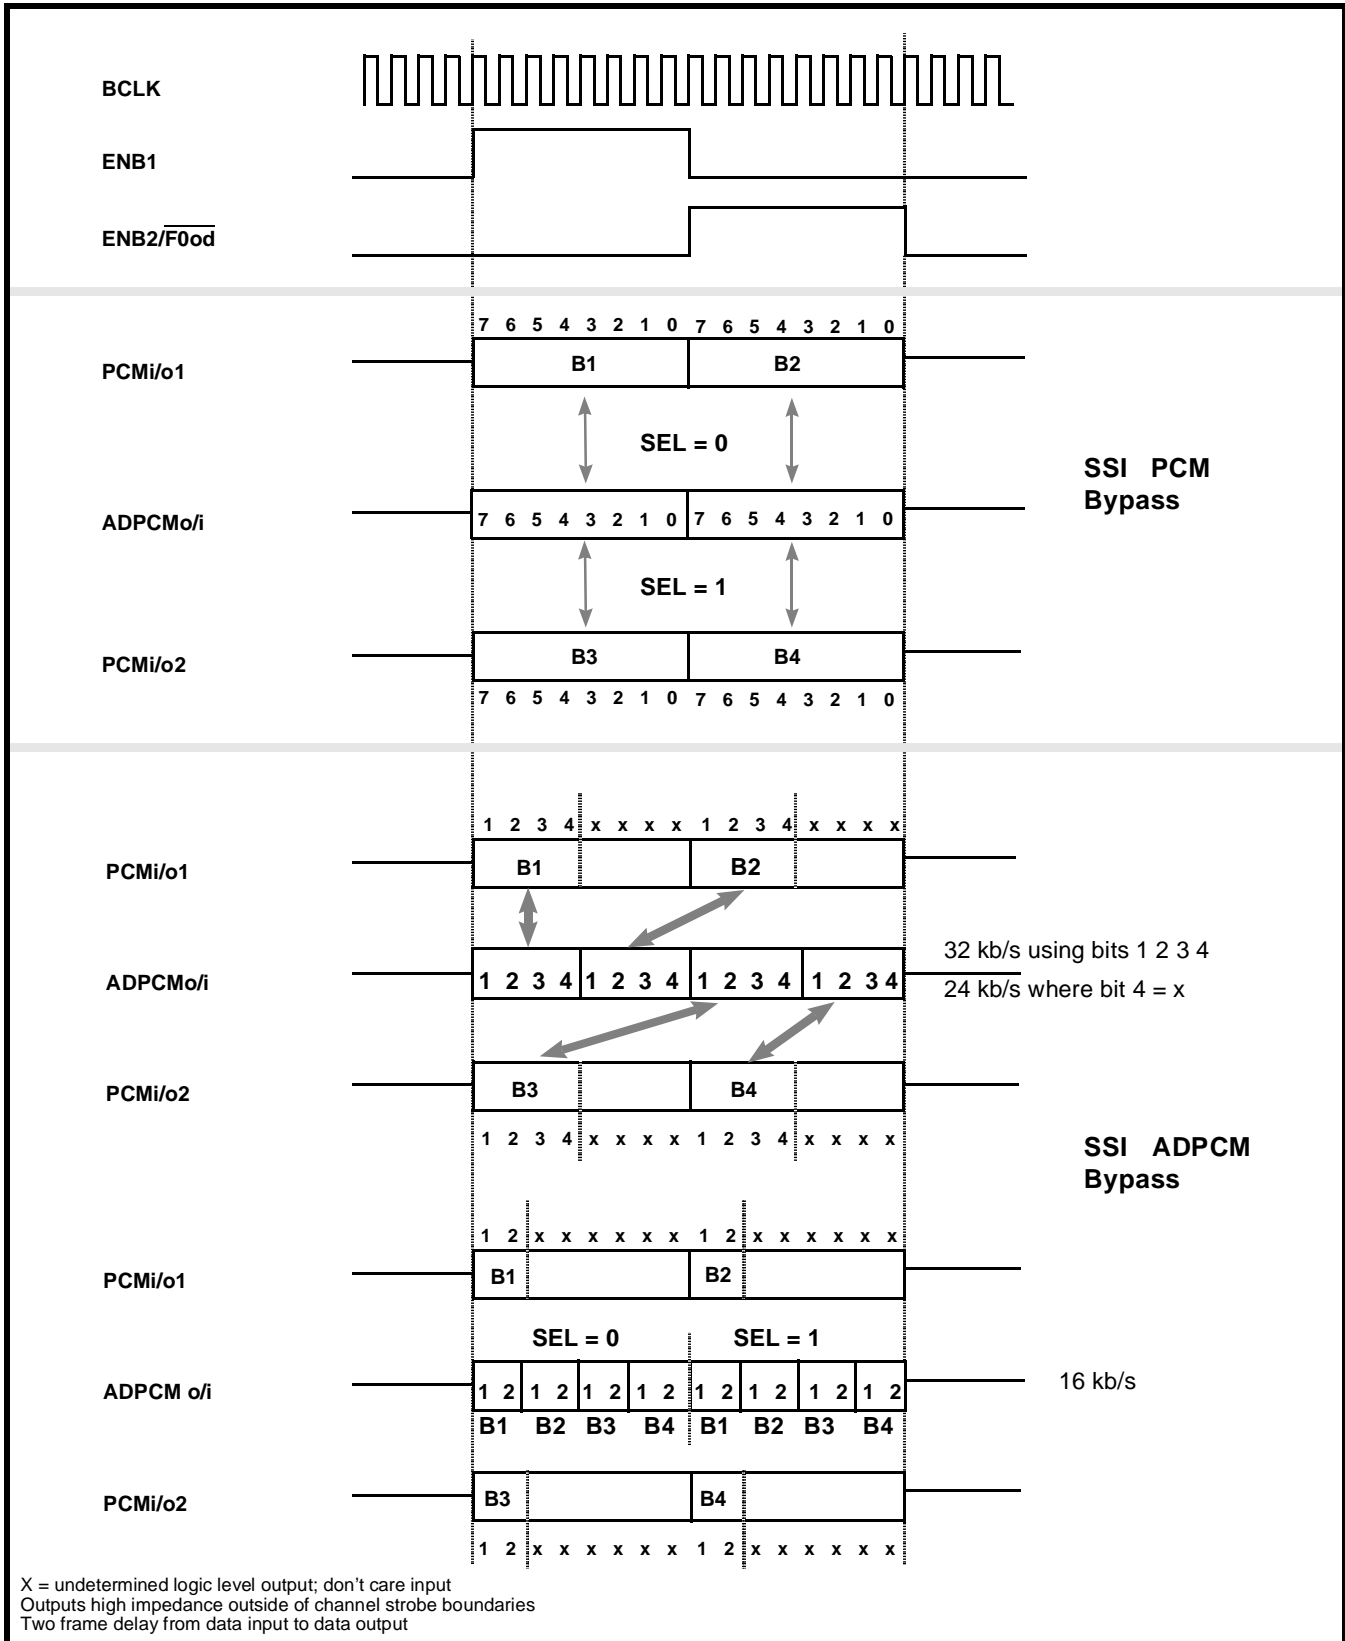 BCLK
ENB1
ENB2/F0od
7 6 5 4 3 2 1 0 7 6 5 4 3 2 1 0
PCMi/o1
B1 B2
SEL = 0
SSI PCM
Bypass
ADPCMo/i
7 6 5 4 3 2 1 0 7 6 5 4 3 2 1 0
SEL = 1
PCMi/o2
B3 B4
7 6 5 4 3 2 1 0 7 6 5 4 3 2 1 0
1 2 3 4 x x x x 1 2 3 4 x x x x
PCMi/o1
B1 B2
ADPCMo/i
1 2 3 4 1 2 3 4 1 2 3 4 1 2 3 4
32 kb/s using bits 1 2 3 4
24 kb/s where bit 4 = x
PCMi/o2
B3 B4
1 2 3 4 x x x x 1 2 3 4 x x x x
SSI ADPCM
Bypass
1 2 x x x x x x 1 2 x x x x x x
PCMi/o1
B1 B2
SEL = 0 SEL = 1
ADPCM o/i
1 2 1 2 1 2 1 2 1 2 1 2 1 2 1 2
16 kb/s
B1 B2 B3 B4 B1 B2 B3 B4
PCMi/o2
B3 B4
1 2 x x x x x x 1 2 x x x x x x
X = undetermined logic level output; don't care input
Outputs high impedance outside of channel strobe boundaries
Two frame delay from data input to data output